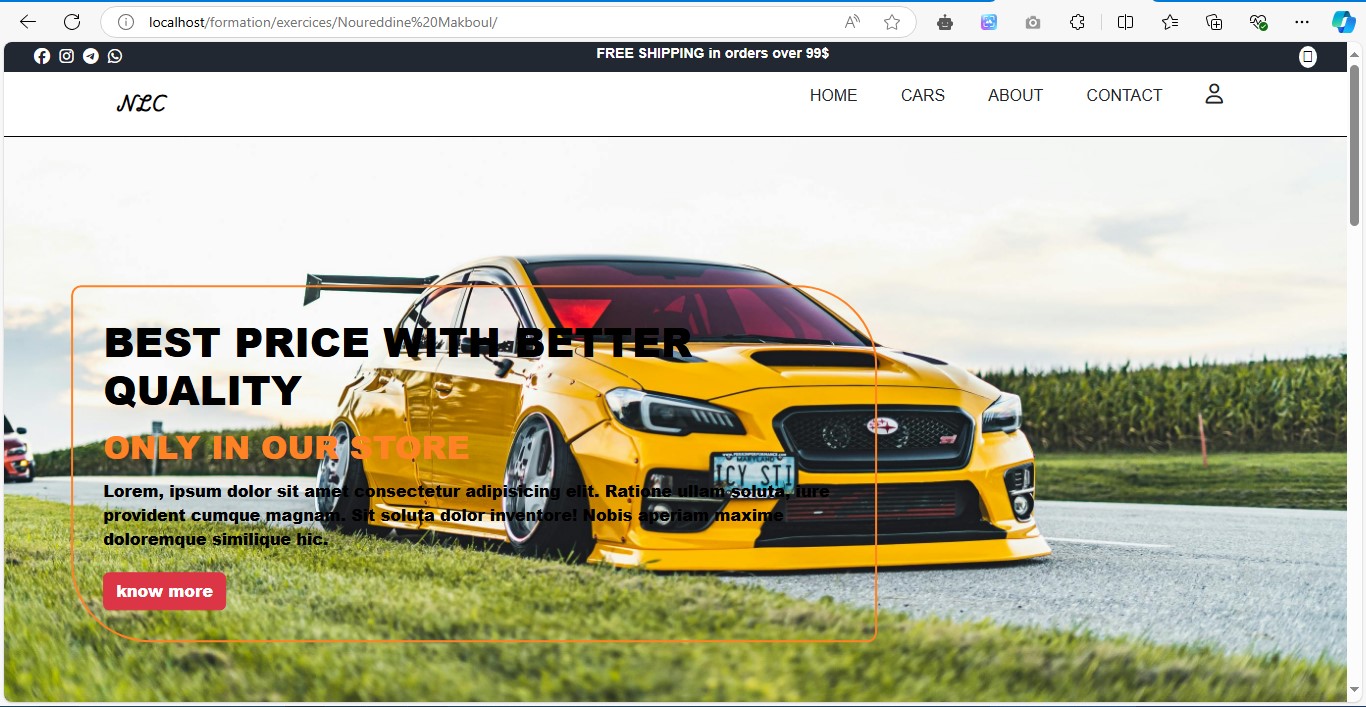 localhost/formation/exercices/Noureddine%20Makboul/
FREE SHIPPING in orders over 99$
NLC
HOME CARS ABOUT CONTACT
BEST PRICE WITH BETTER
QUALITY
ONLY IN OUR STORE
ICY STI
Lorem, ipsum dolor sit amet consectetur adipisicing elit. Ratione ullam soluta, iure
provident cumque magnam. Sit soluta dolor inventore! Nobis aperiam maxime
doloremque similique hic.
know more